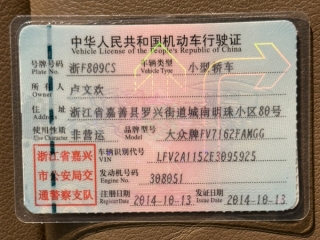 中华人民共和国机动车行驶证
Vehicle License of the People's Republic of China
号牌号码 浙F809CS 车辆类型 小型轿车
Plate No. Vehicle Type
所有人 卢文欢
Owner
住址 浙江省嘉善县罗兴街道城南明珠小区80号
Address
使用性质 非营运 品牌型号 大众牌FV7162FAMGG
Use Character Model
浙江省嘉兴 车辆识别代号 LFV2A1152E3095925
市公安局交 VIN
通警察支队 发动机号码 308051
Engine No.
注册日期 2014-10-13 发证日期 2014-10-13
Register Date Issue Date